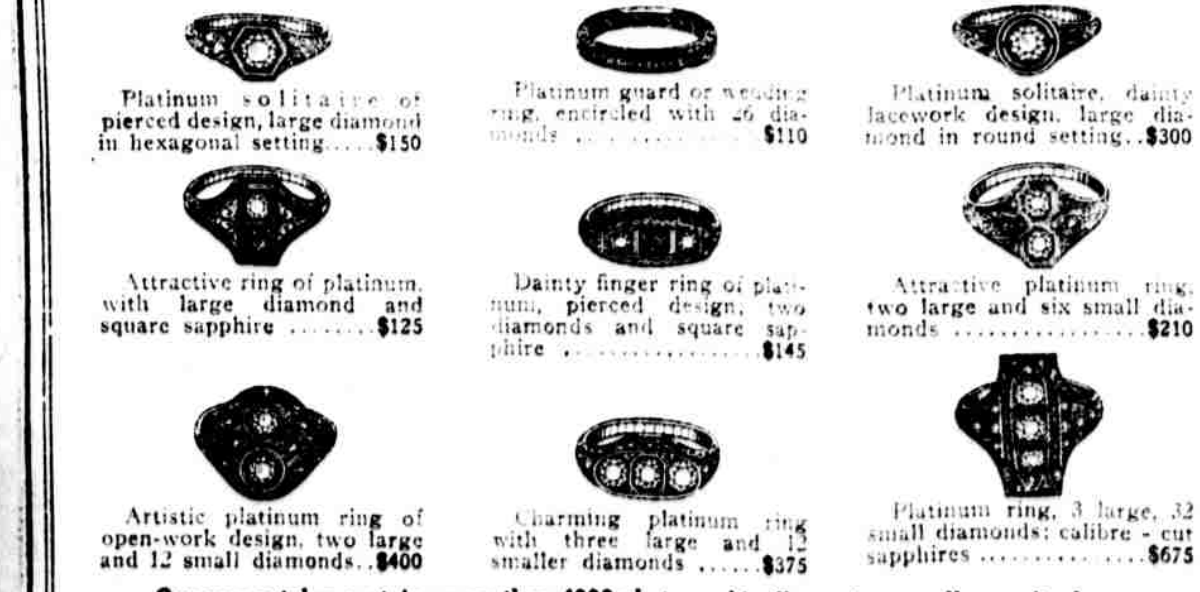 Platinum solitaire of
pierced design, large diamond
in hexagonal setting.....$150
Platinum guard or wedding
ring, encircled with 26 dia-
monds ..................$110
Platinum solitaire, dainty
lacework design, large dia-
mond in round setting..$300
Attractive ring of platinum,
with large diamond and
square sapphire ........$125
Dainty finger ring of plati-
num, pierced design, two
diamonds and square sap-
phire ..................$145
Attractive platinum ring,
two large and six small dia-
monds ..................$210
Artistic platinum ring of
open-work design, two large
and 12 small diamonds..$400
Charming platinum ring
with three large and 12
smaller diamonds ......$375
Platinum ring, 3 large, 32
small diamonds; calibre - cut
sapphires ..............$675